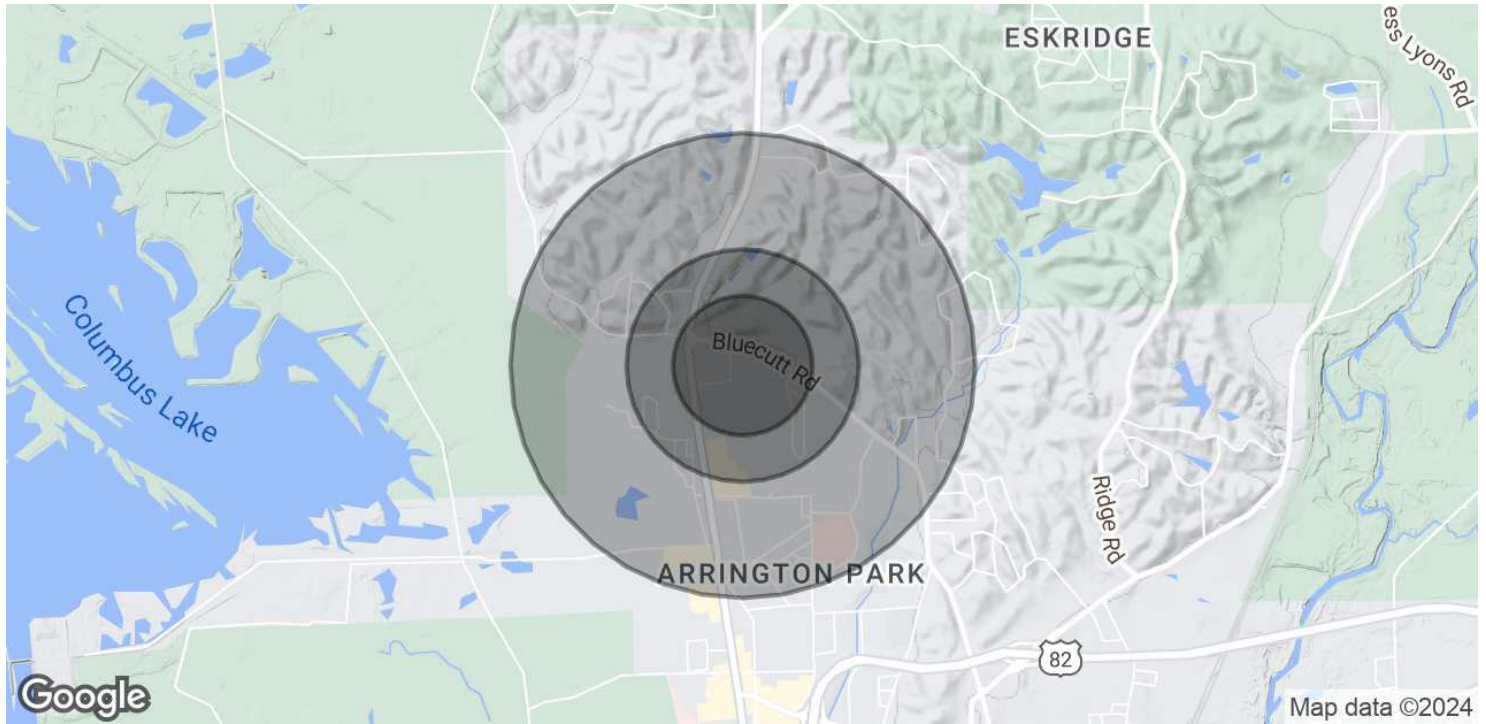 ESKRIDGE
ess Lyons Rd
Columbus Lake
Bluecutt Rd
Ridge Rd
ARRINGTON PARK
82
Google
Map data ©2024